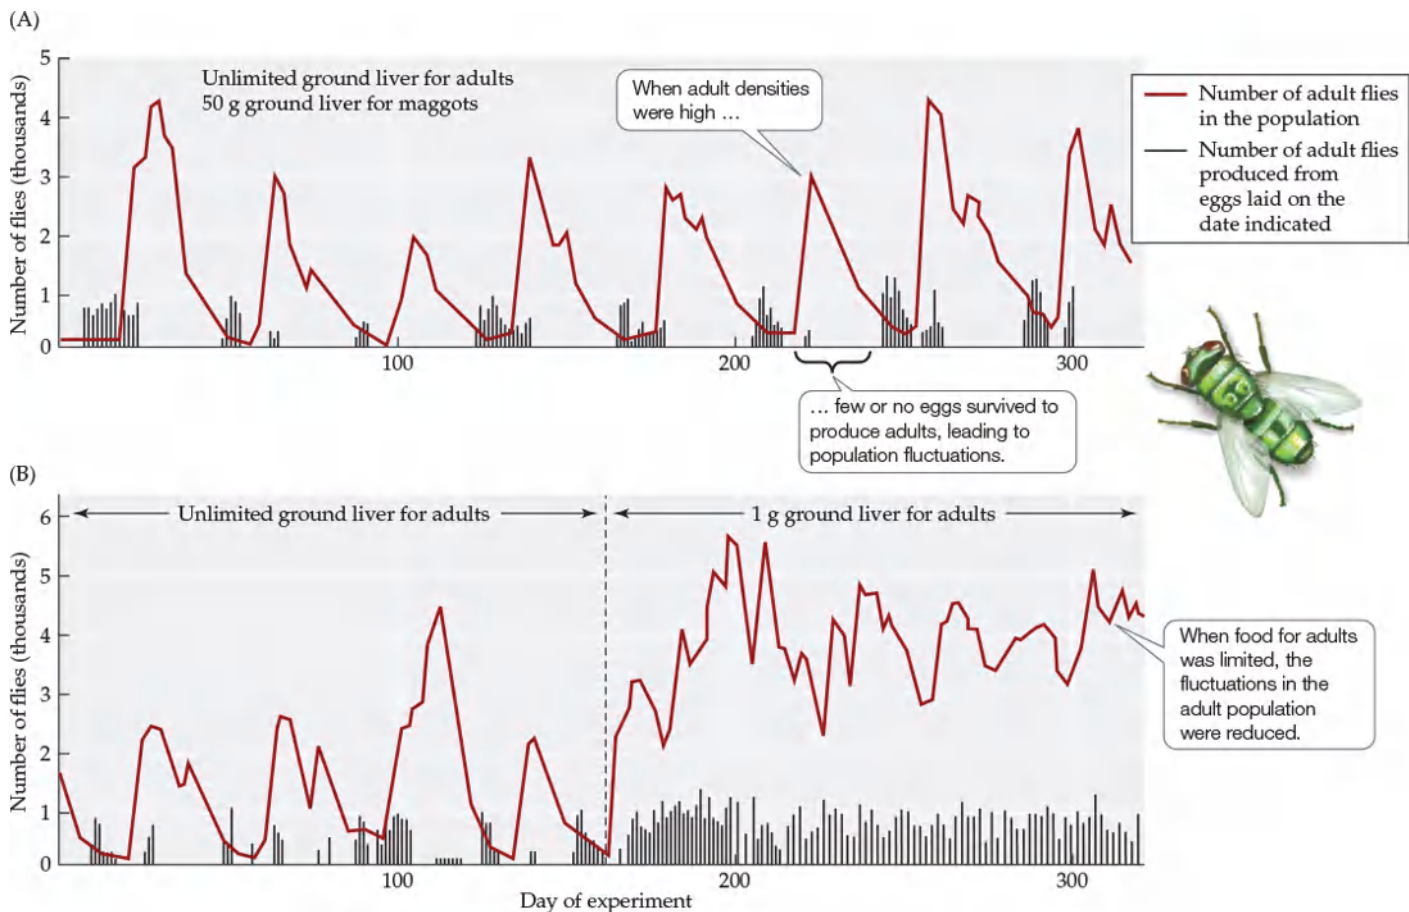 (A)
Number of flies (thousands)
5
4
3
2
1
0
Unlimited ground liver for adults
50 g ground liver for maggots
When adult densities
were high ...
100
200
300
... few or no eggs survived to
produce adults, leading to
population fluctuations.
Number of adult flies
in the population
Number of adult flies
produced from
eggs laid on the
date indicated
(B)
Number of flies (thousands)
6
5
4
3
2
1
0
Unlimited ground liver for adults
1 g ground liver for adults
When food for adults
was limited, the
fluctuations in the
adult population
were reduced.
100
200
300
Day of experiment